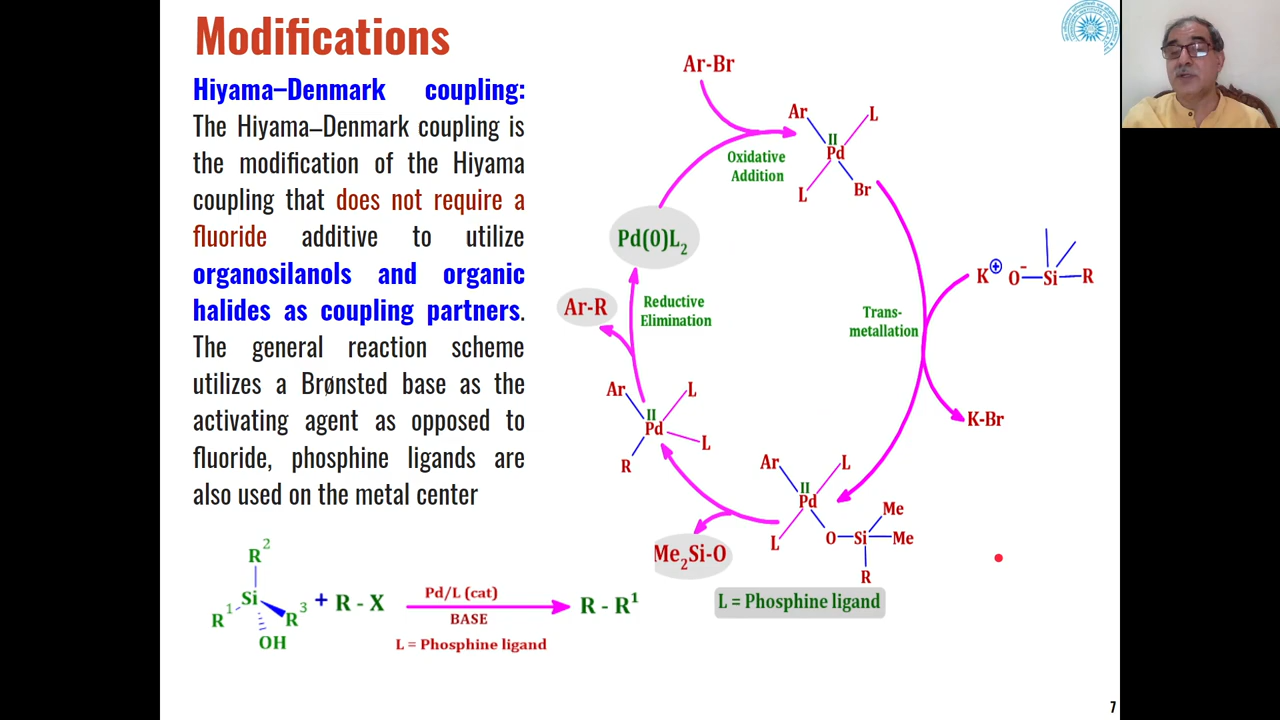 Modifications
Hiyama–Denmark coupling:
The Hiyama–Denmark coupling is
the modification of the Hiyama
coupling that does not require a
fluoride additive to utilize
organosilanols and organic
halides as coupling partners.
The general reaction scheme
utilizes a Brønsted base as the
activating agent as opposed to
fluoride, phosphine ligands are
also used on the metal center
R²
Si
R¹
R³
OH
+ R - X
Pd/L (cat)
BASE
L = Phosphine ligand
R - R¹
Ar-Br
Oxidative
Addition
Ar
L
II
Pd
L
Br
Pd(0)L₂
K⊕ O⁻—Si—R
Trans-
metallation
K-Br
Ar
L
II
Pd
L
O—Si—Me
Me
R
L = Phosphine ligand
Me₂Si-O
Ar
L
II
Pd
L
R
Ar-R
Reductive
Elimination
7